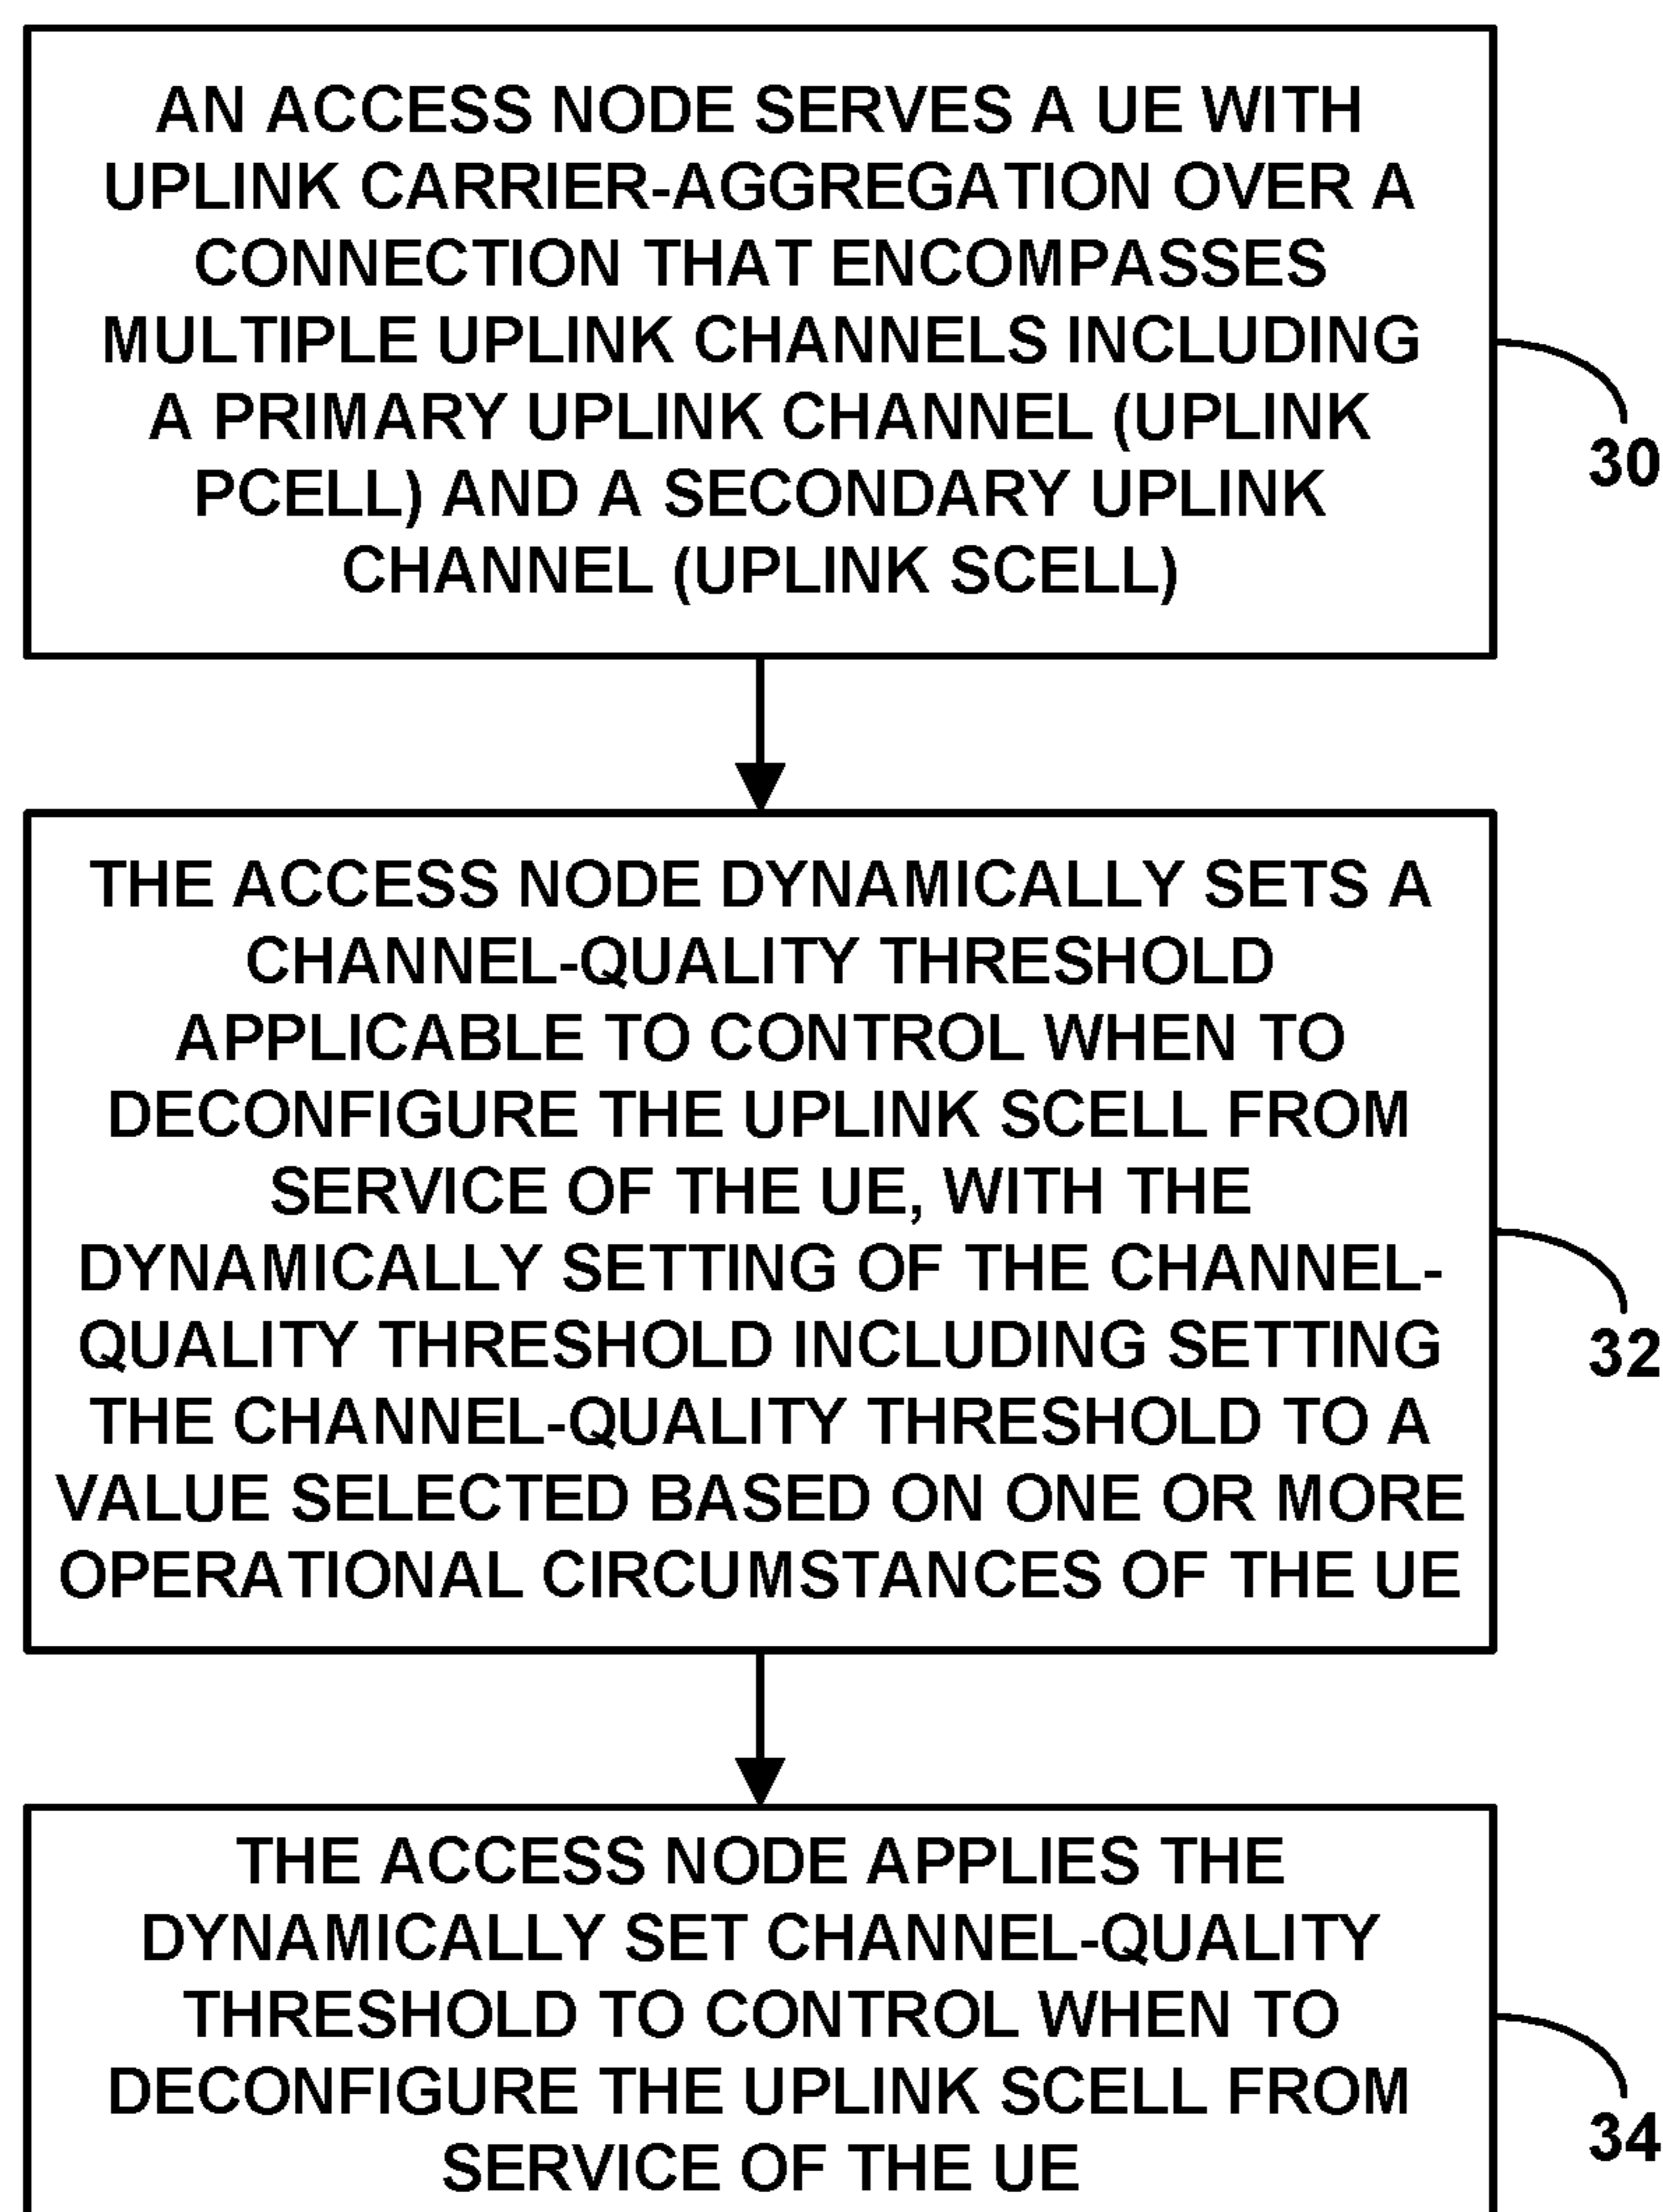 AN ACCESS NODE SERVES A UE WITH
UPLINK CARRIER-AGGREGATION OVER A
CONNECTION THAT ENCOMPASSES
MULTIPLE UPLINK CHANNELS INCLUDING
A PRIMARY UPLINK CHANNEL (UPLINK
PCELL) AND A SECONDARY UPLINK
CHANNEL (UPLINK SCELL)
30
THE ACCESS NODE DYNAMICALLY SETS A
CHANNEL-QUALITY THRESHOLD
APPLICABLE TO CONTROL WHEN TO
DECONFIGURE THE UPLINK SCELL FROM
SERVICE OF THE UE, WITH THE
DYNAMICALLY SETTING OF THE CHANNEL-
QUALITY THRESHOLD INCLUDING SETTING
THE CHANNEL-QUALITY THRESHOLD TO A
VALUE SELECTED BASED ON ONE OR MORE
OPERATIONAL CIRCUMSTANCES OF THE UE
32
THE ACCESS NODE APPLIES THE
DYNAMICALLY SET CHANNEL-QUALITY
THRESHOLD TO CONTROL WHEN TO
DECONFIGURE THE UPLINK SCELL FROM
SERVICE OF THE UE
34